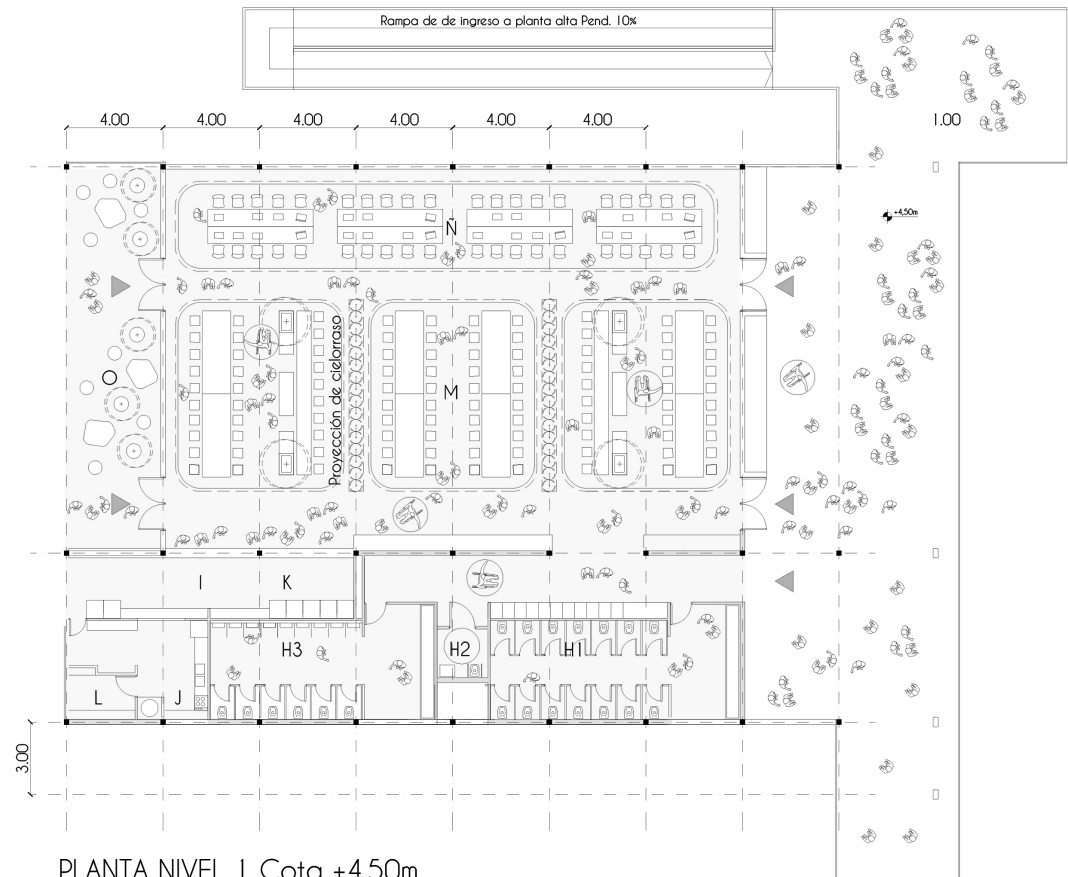 Rampa de de ingreso a planta alta Pend. 10%
4.00 4.00 4.00 4.00 4.00 4.00
1.00
+4,50m
Ñ
Proyección de cielorraso
M
I K
H3 H2 H1
L J
3.00
PLANTA NIVEL 1 Cota +4.50m